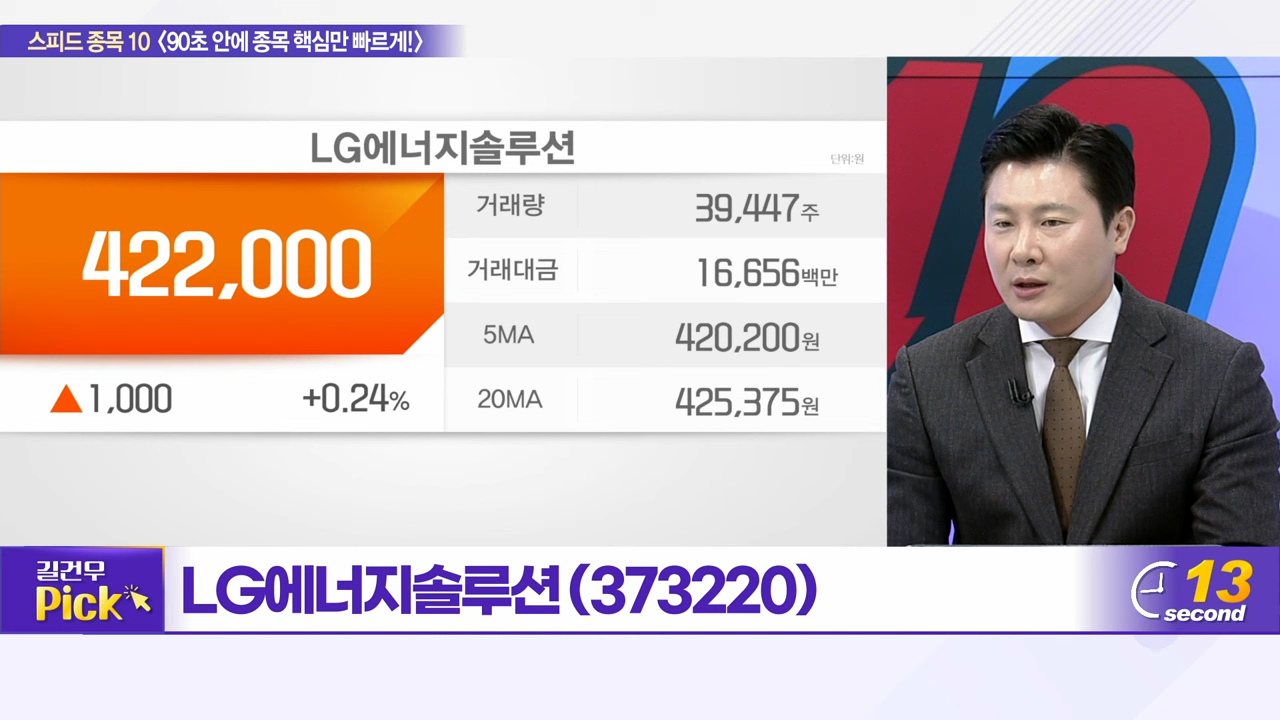 스피드 종목 10 <90초 안에 종목 핵심만 빠르게!>
LG에너지솔루션
단위:원
422,000
▲1,000 +0.24%
거래량 39,447주
거래대금 16,656백만
5MA 420,200원
20MA 425,375원
길건무
Pick
LG에너지솔루션(373220)
13
second